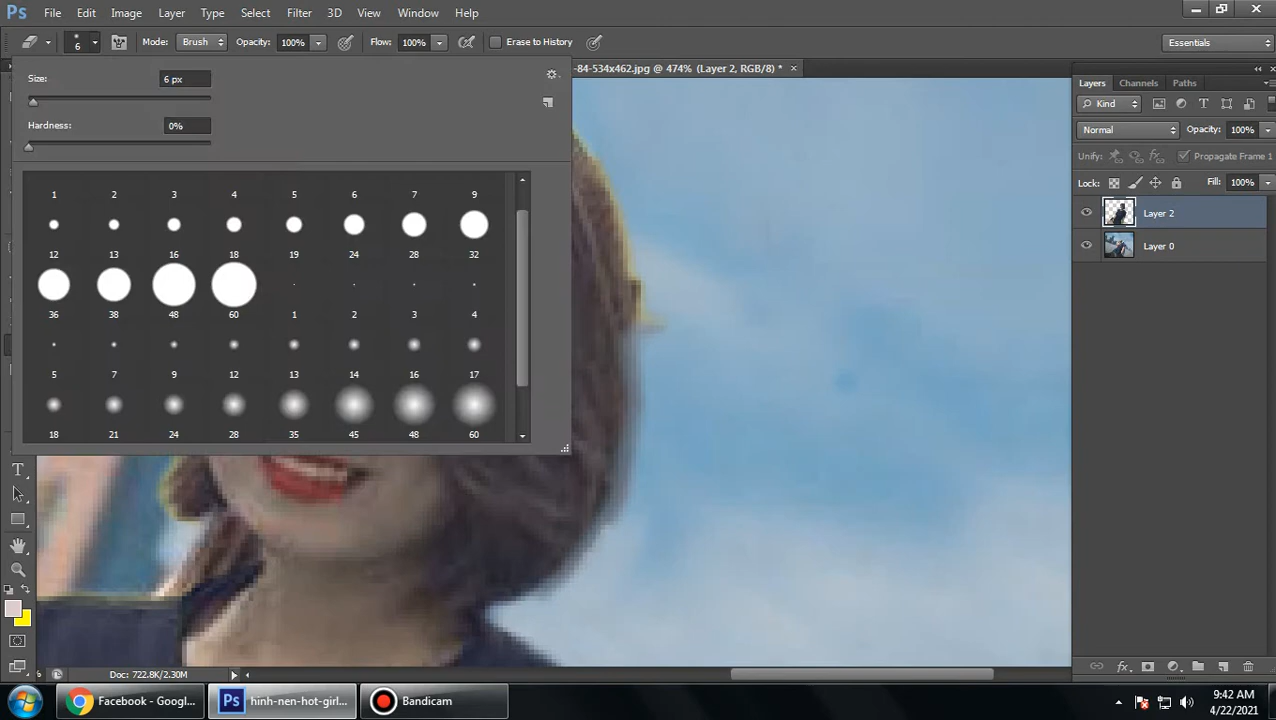 Ps File Edit Image Layer Type Select Filter 3D View Window Help
6 Mode: Brush Opacity: 100% Flow: 100% Erase to History Essentials
-84-534x462.jpg @ 474% (Layer 2, RGB/8) * ×
Size: 6 px
Hardness: 0%
1 2 3 4 5 6 7 9
12 13 16 18 19 24 28 32
36 38 48 60 1 2 3 4
5 7 9 12 13 14 16 17
18 21 24 28 35 45 48 60
Layers Channels Paths
Kind
Normal Opacity: 100%
Unify: Propagate Frame 1
Lock: Fill: 100%
Layer 2
Layer 0
Doc: 722.8K/2.30M
Facebook - Googl... Ps hinh-nen-hot-girl... Bandicam
9:42 AM
4/22/2021